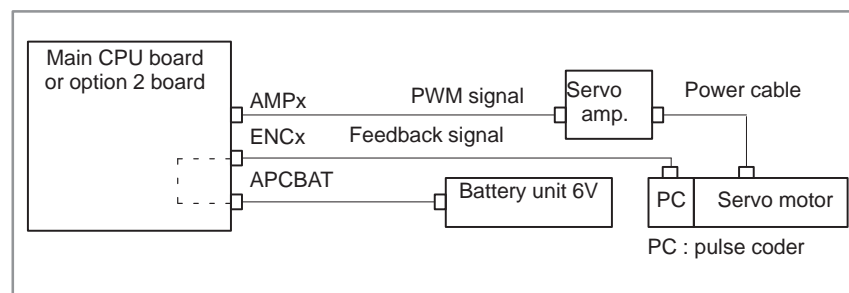 Main CPU board
or option 2 board
AMPx
PWM signal
Servo
amp.
Power cable
ENCx
Feedback signal
APCBAT
Battery unit 6V
PC
Servo motor
PC : pulse coder